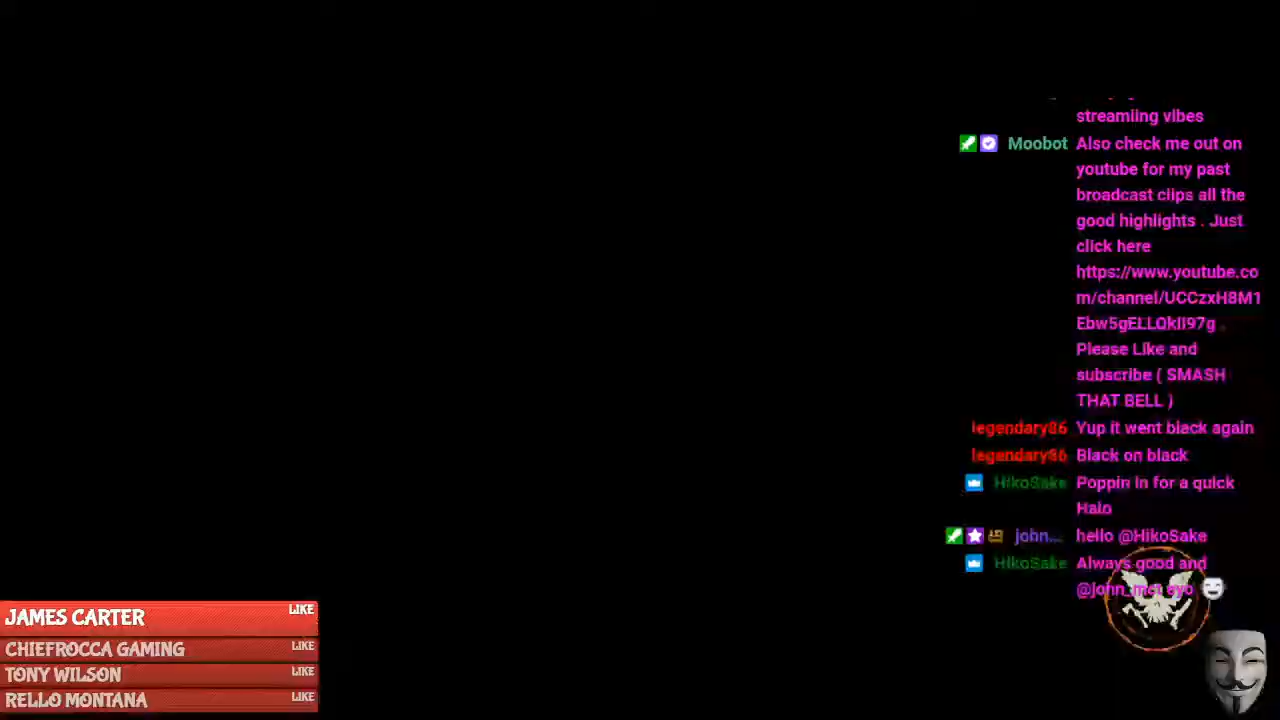 streaming vibes
Moobot Also check me out on
youtube for my past
broadcast clips all the
good highlights . Just
click here
https://www.youtube.co
m/channel/UCCzxH8M1
Ebw5gELLQkII97g .
Please Like and
subscribe ( SMASH
THAT BELL )
legendary86 Yup it went black again
legendary86 Black on black
HikoSake Poppin in for a quick
Halo
john... hello @HikoSake
HikoSake Always good and
@john_met ayo
JAMES CARTER LIKE
CHIEFROCCA GAMING LIKE
TONY WILSON LIKE
RELLO MONTANA LIKE